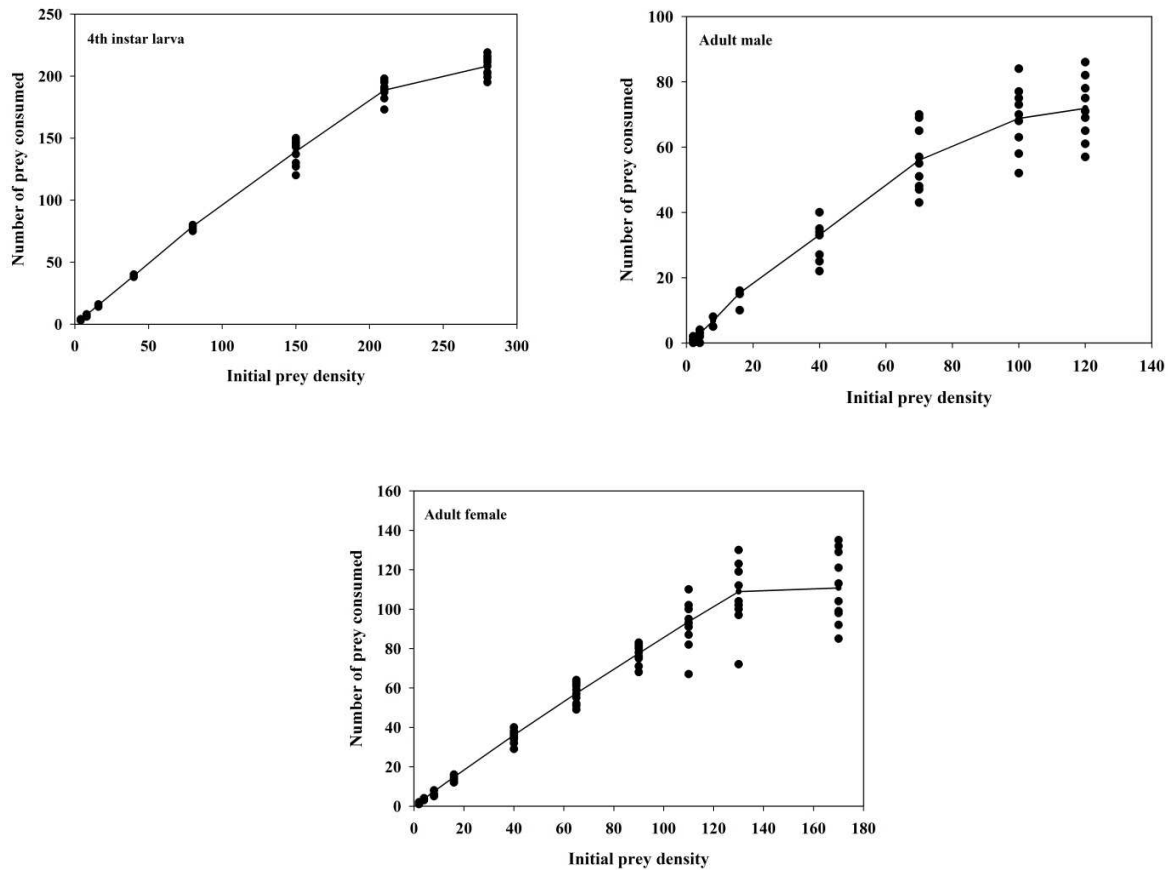 4th instar larva
Number of prey consumed
250
200
150
100
50
0
0 50 100 150 200 250 300
Initial prey density
Adult male
Number of prey consumed
100
80
60
40
20
0
0 20 40 60 80 100 120 140
Initial prey density
Adult female
Number of prey consumed
160
140
120
100
80
60
40
20
0
0 20 40 60 80 100 120 140 160 180
Initial prey density